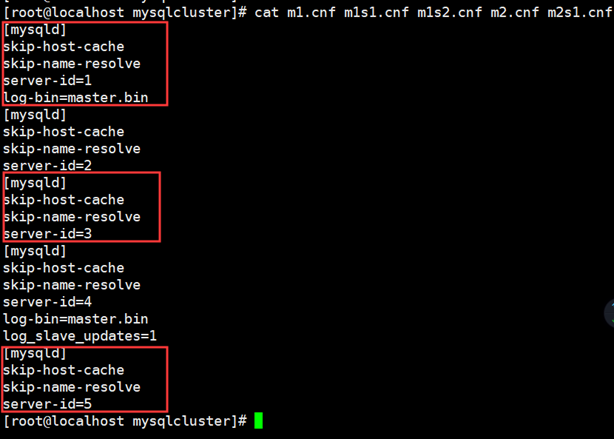 [root@localhost mysqlcluster]# cat m1.cnf m1s1.cnf m1s2.cnf m2.cnf m2s1.cnf
[mysqld]
skip-host-cache
skip-name-resolve
server-id=1
log-bin=master.bin
[mysqld]
skip-host-cache
skip-name-resolve
server-id=2
[mysqld]
skip-host-cache
skip-name-resolve
server-id=3
[mysqld]
skip-host-cache
skip-name-resolve
server-id=4
log-bin=master.bin
log_slave_updates=1
[mysqld]
skip-host-cache
skip-name-resolve
server-id=5
[root@localhost mysqlcluster]#